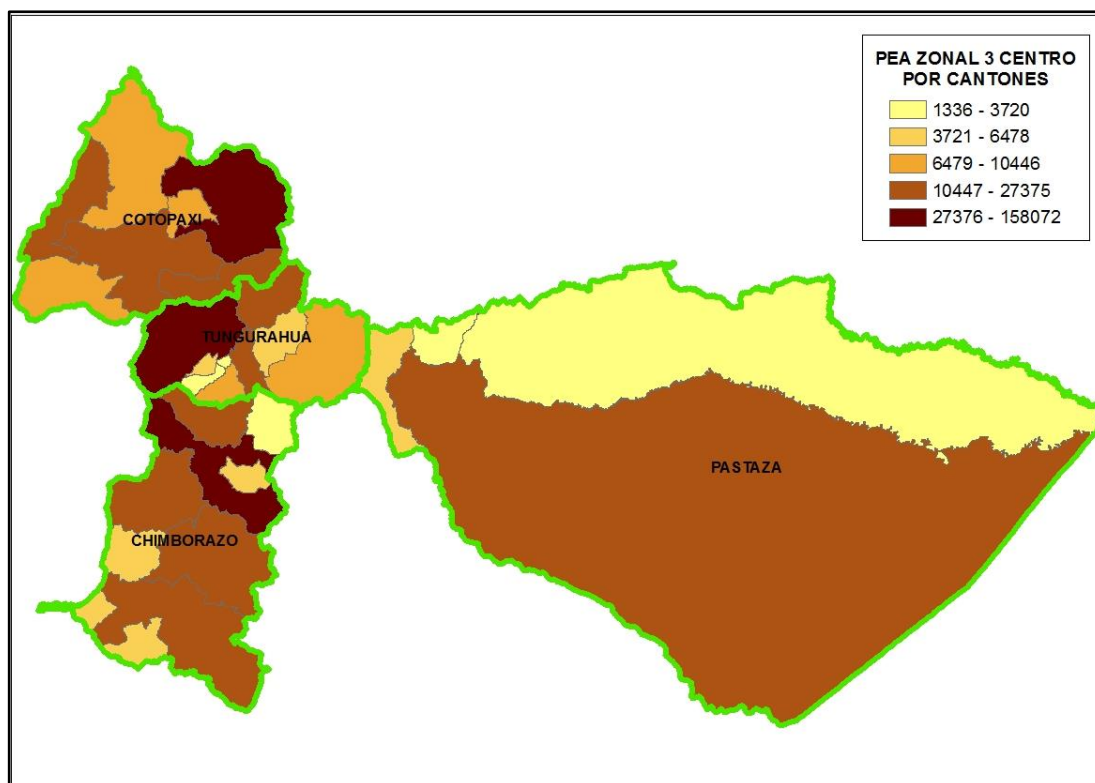 PEA ZONAL 3 CENTRO
POR CANTONES
1336 - 3720
3721 - 6478
6479 - 10446
10447 - 27375
27376 - 158072
COTOPAXI
TUNGURAHUA
PASTAZA
CHIMBORAZO